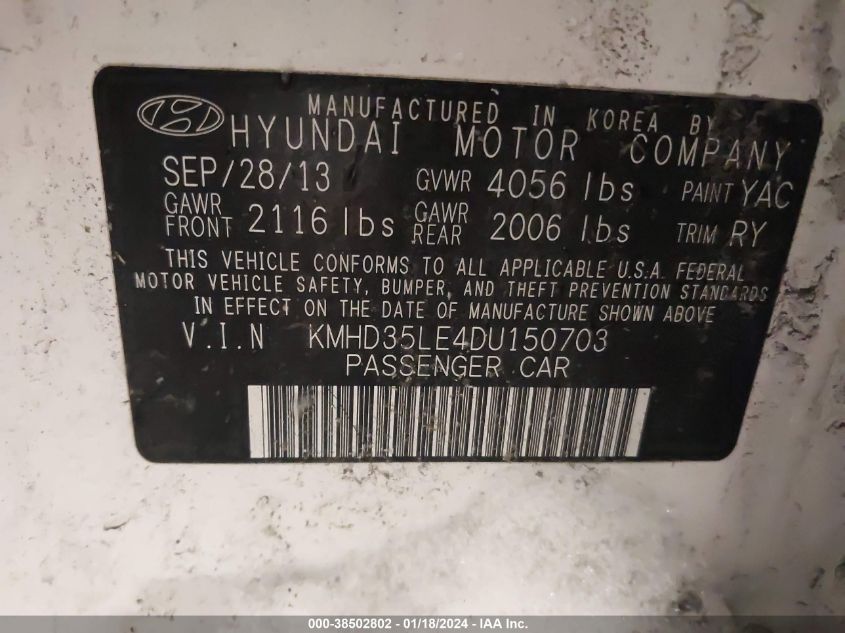 MANUFACTURED IN KOREA BY
HYUNDAI MOTOR COMPANY
SEP/28/13 GVWR 4056 lbs PAINT YAC
GAWR FRONT 2116 lbs GAWR REAR 2006 lbs TRIM RY
THIS VEHICLE CONFORMS TO ALL APPLICABLE U.S.A. FEDERAL
MOTOR VEHICLE SAFETY, BUMPER, AND THEFT PREVENTION STANDARDS
IN EFFECT ON THE DATE OF MANUFACTURE SHOWN ABOVE
V.I.N KMHD35LE4DU150703
PASSENGER CAR
000-38502802 - 01/18/2024 - IAA Inc.